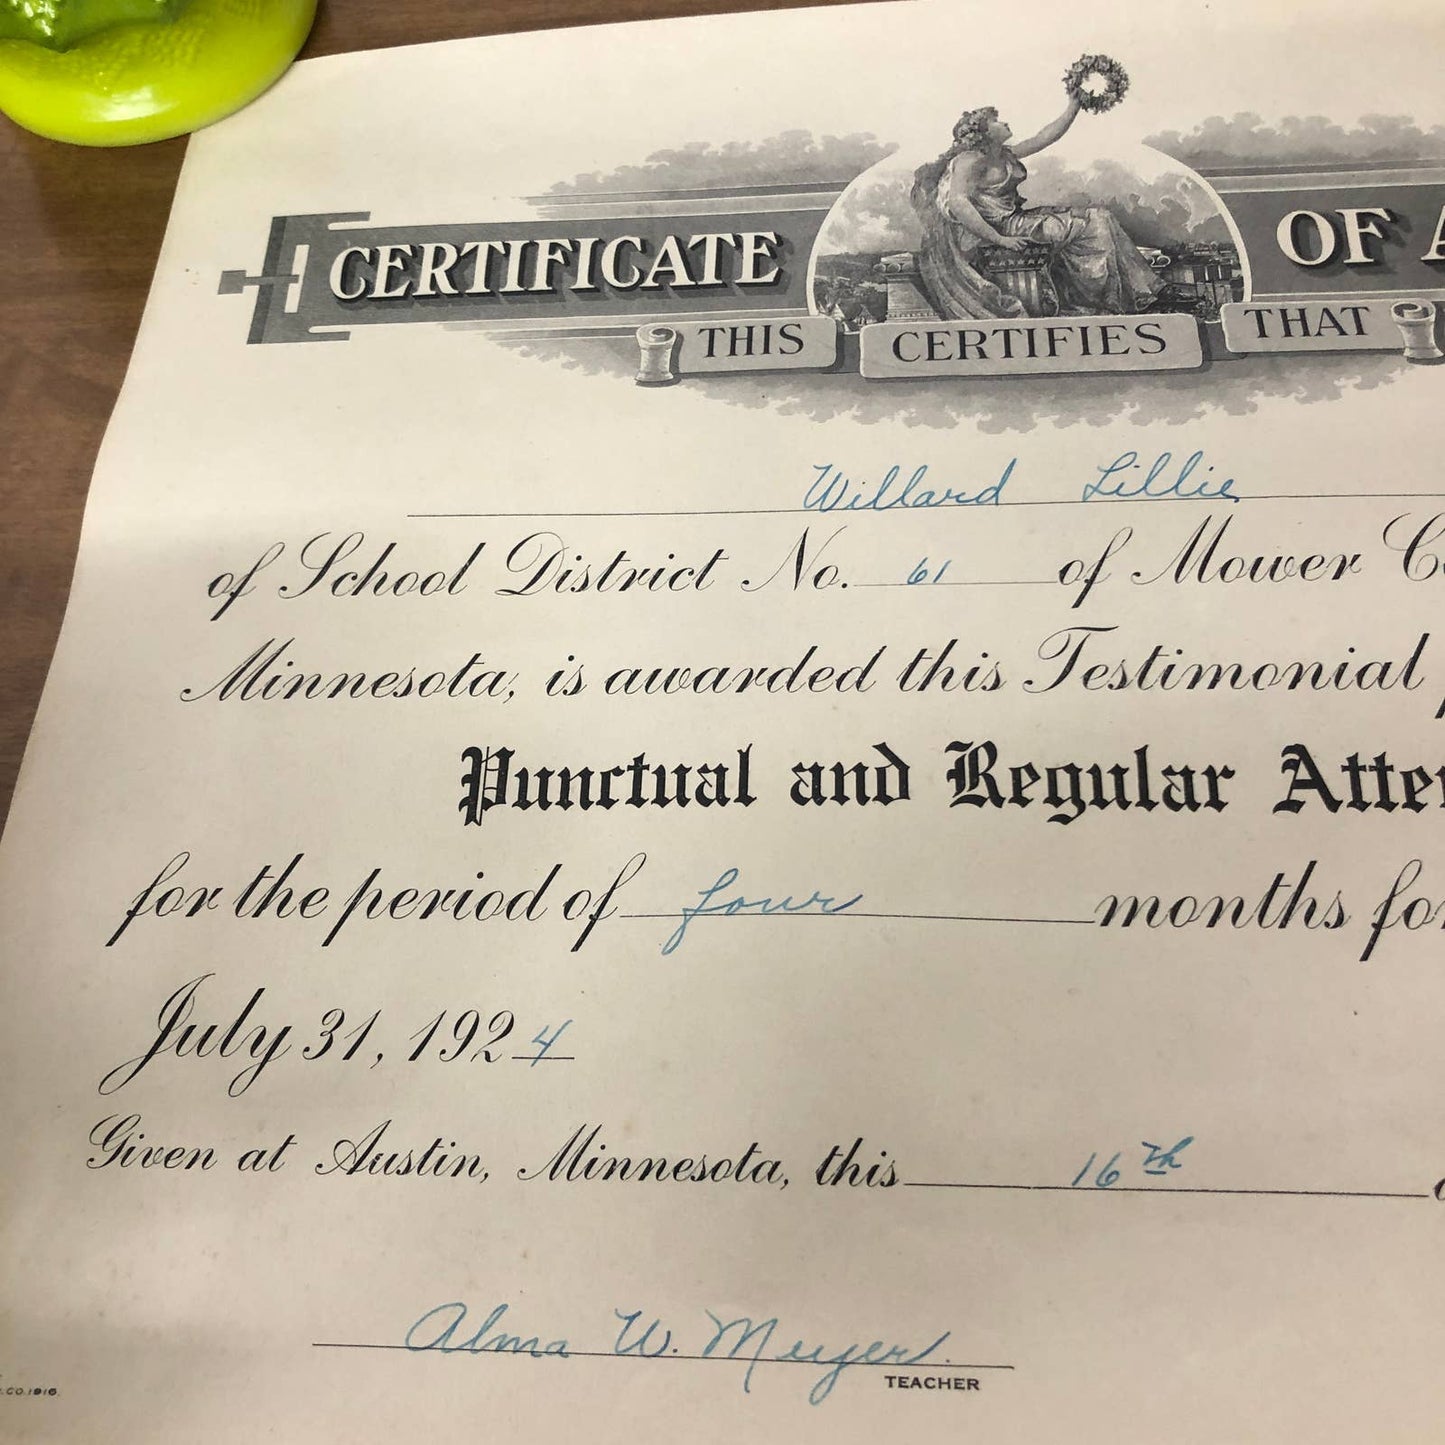 CERTIFICATE OF A
THIS CERTIFIES THAT
Willard Lillie
of School District No. 61 of Mower C
Minnesota, is awarded this Testimonial
Punctual and Regular Atten
for the period of four months for
July 31, 1924
Given at Austin, Minnesota, this 16th
Alma W. Meyer.
TEACHER
.CO.1916.